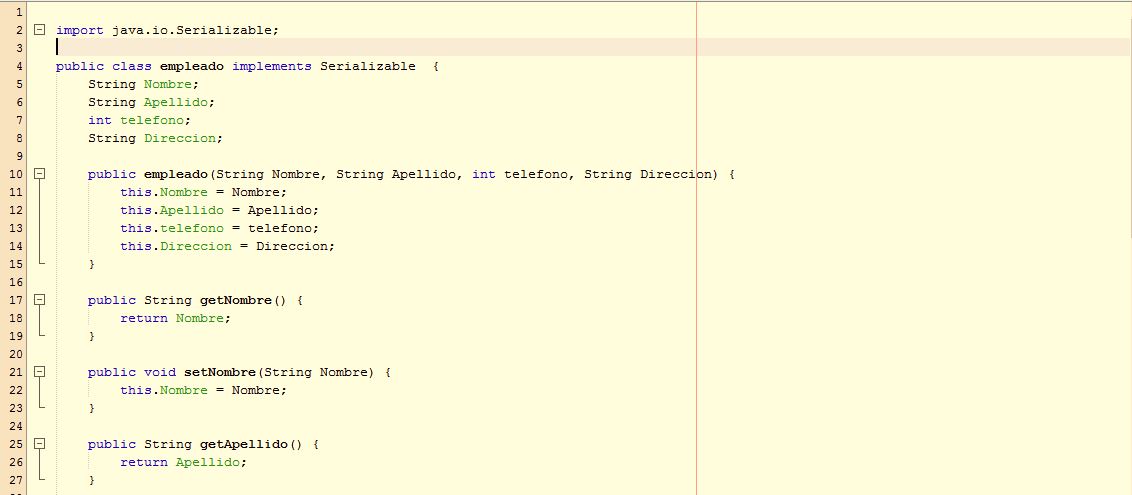 1
2 import java.io.Serializable;
3
4 public class empleado implements Serializable  {
5     String Nombre;
6     String Apellido;
7     int telefono;
8     String Direccion;
9
10     public empleado(String Nombre, String Apellido, int telefono, String Direccion) {
11         this.Nombre = Nombre;
12         this.Apellido = Apellido;
13         this.telefono = telefono;
14         this.Direccion = Direccion;
15     }
16
17     public String getNombre() {
18         return Nombre;
19     }
20
21     public void setNombre(String Nombre) {
22         this.Nombre = Nombre;
23     }
24
25     public String getApellido() {
26         return Apellido;
27     }